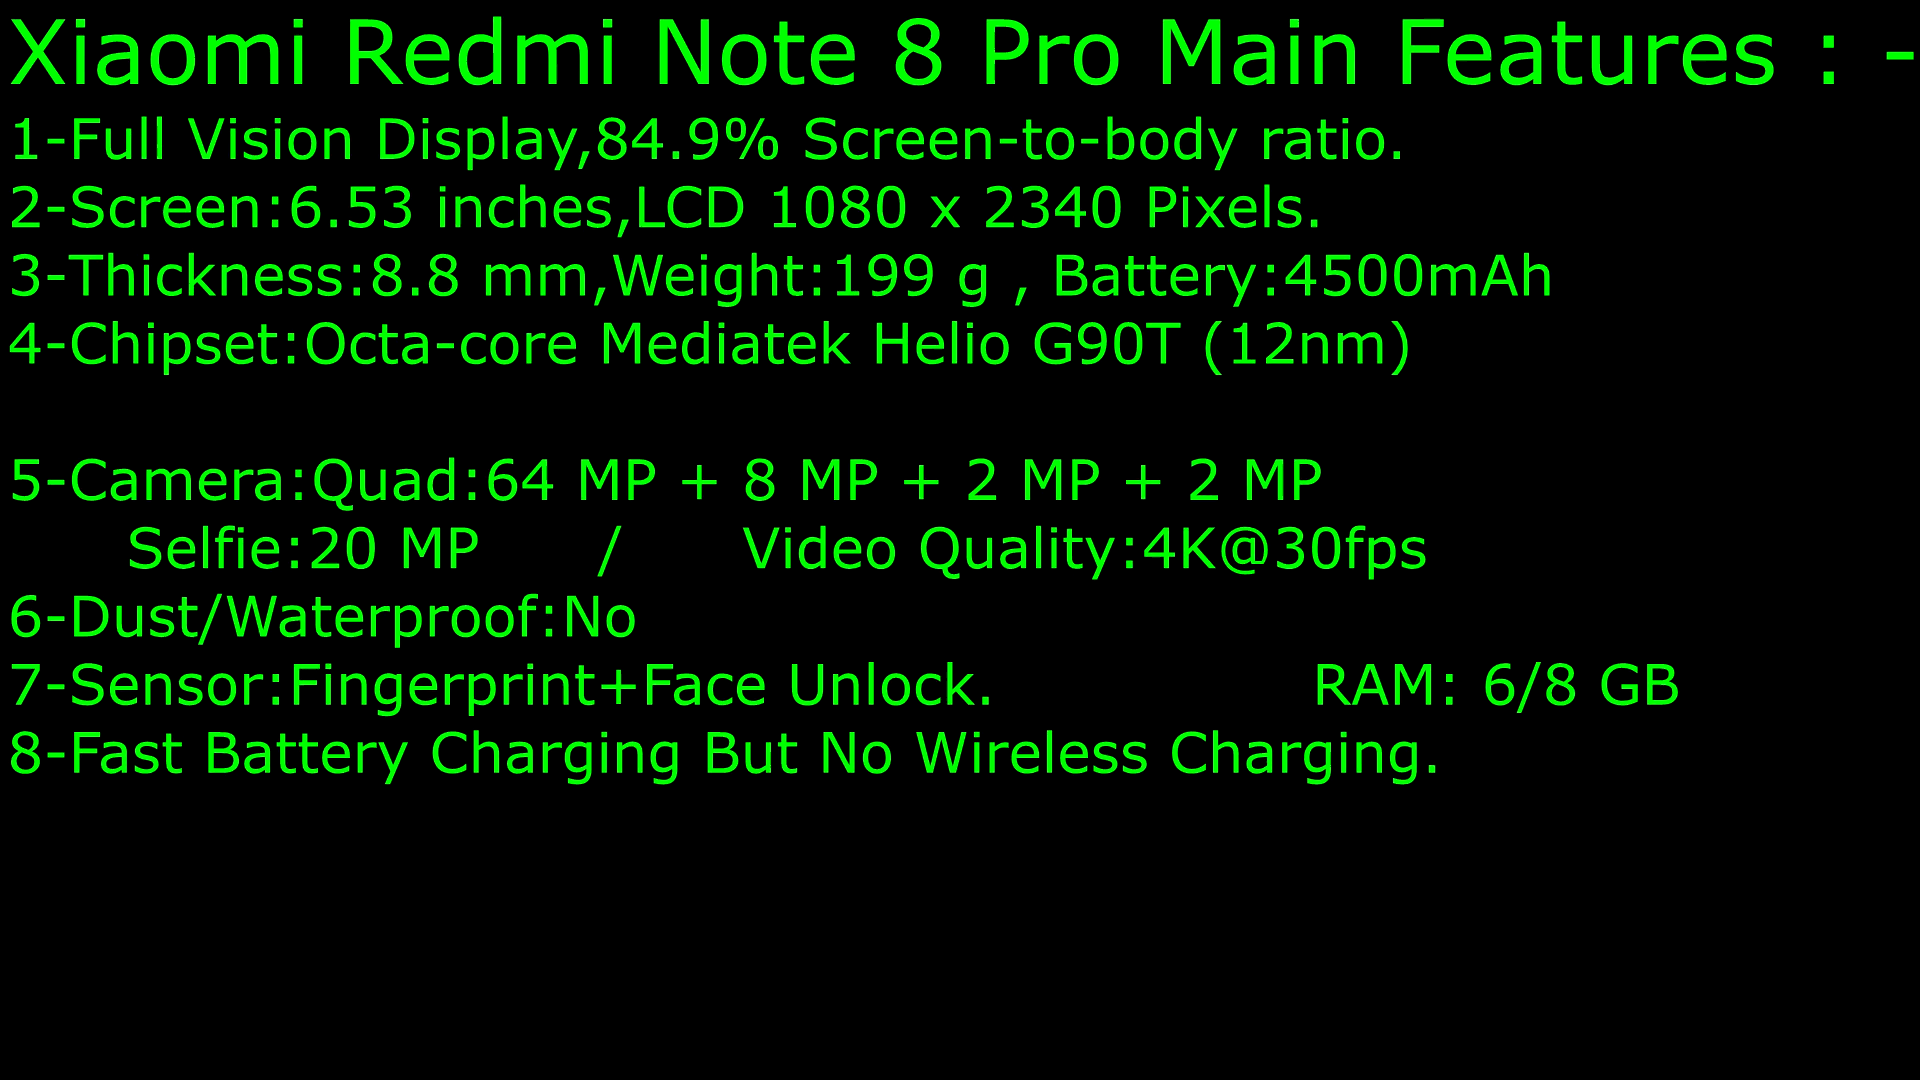 Xiaomi Redmi Note 8 Pro Main Features : -
1-Full Vision Display,84.9% Screen-to-body ratio.
2-Screen:6.53 inches,LCD 1080 x 2340 Pixels.
3-Thickness:8.8 mm,Weight:199 g , Battery:4500mAh
4-Chipset:Octa-core Mediatek Helio G90T (12nm)
5-Camera:Quad:64 MP + 8 MP + 2 MP + 2 MP
Selfie:20 MP / Video Quality:4K@30fps
6-Dust/Waterproof:No
7-Sensor:Fingerprint+Face Unlock. RAM: 6/8 GB
8-Fast Battery Charging But No Wireless Charging.